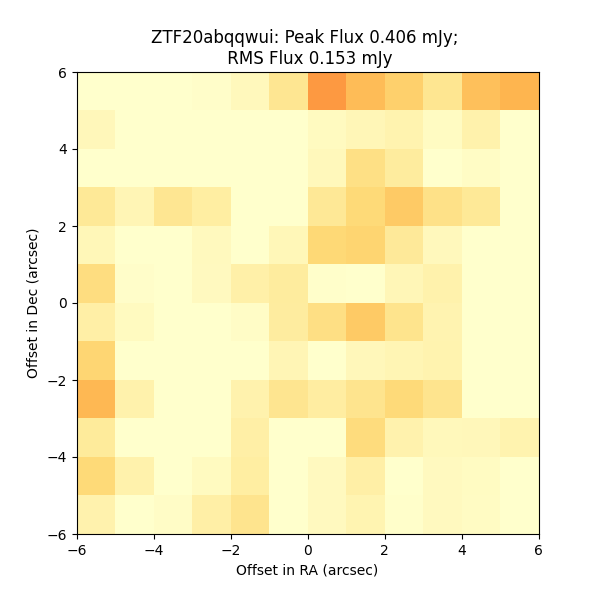 ZTF20abqqwui: Peak Flux 0.406 mJy;
RMS Flux 0.153 mJy
6
4
2
0
−2
−4
−6
Offset in Dec (arcsec)
−6 −4 −2 0 2 4 6
Offset in RA (arcsec)